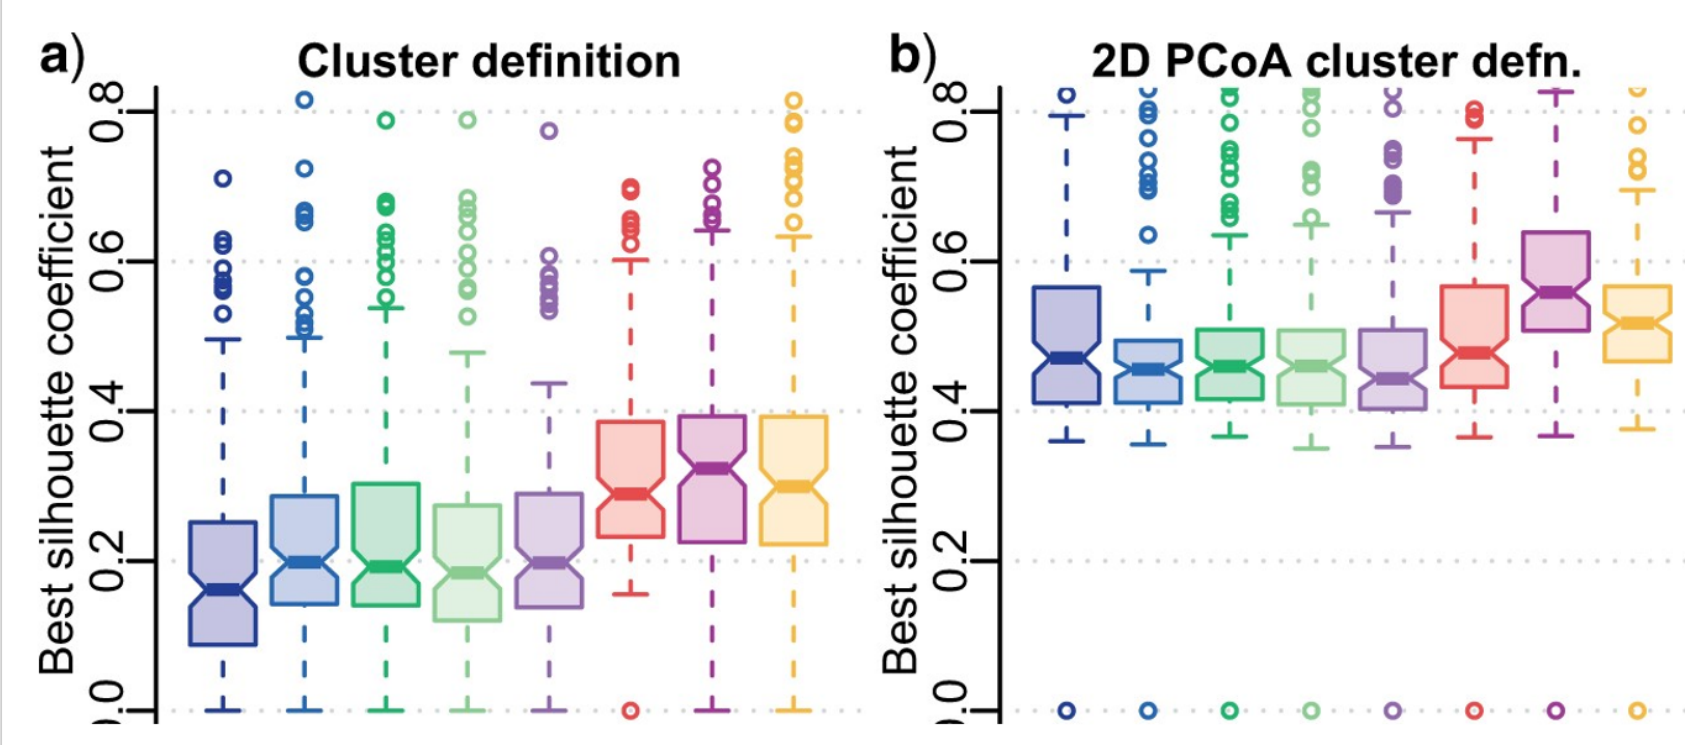 a)
Cluster definition
Best silhouette coefficient
0.8
0.6
0.4
0.2
0.0
b)
2D PCoA cluster defn.
Best silhouette coefficient
0.8
0.6
0.4
0.2
0.0